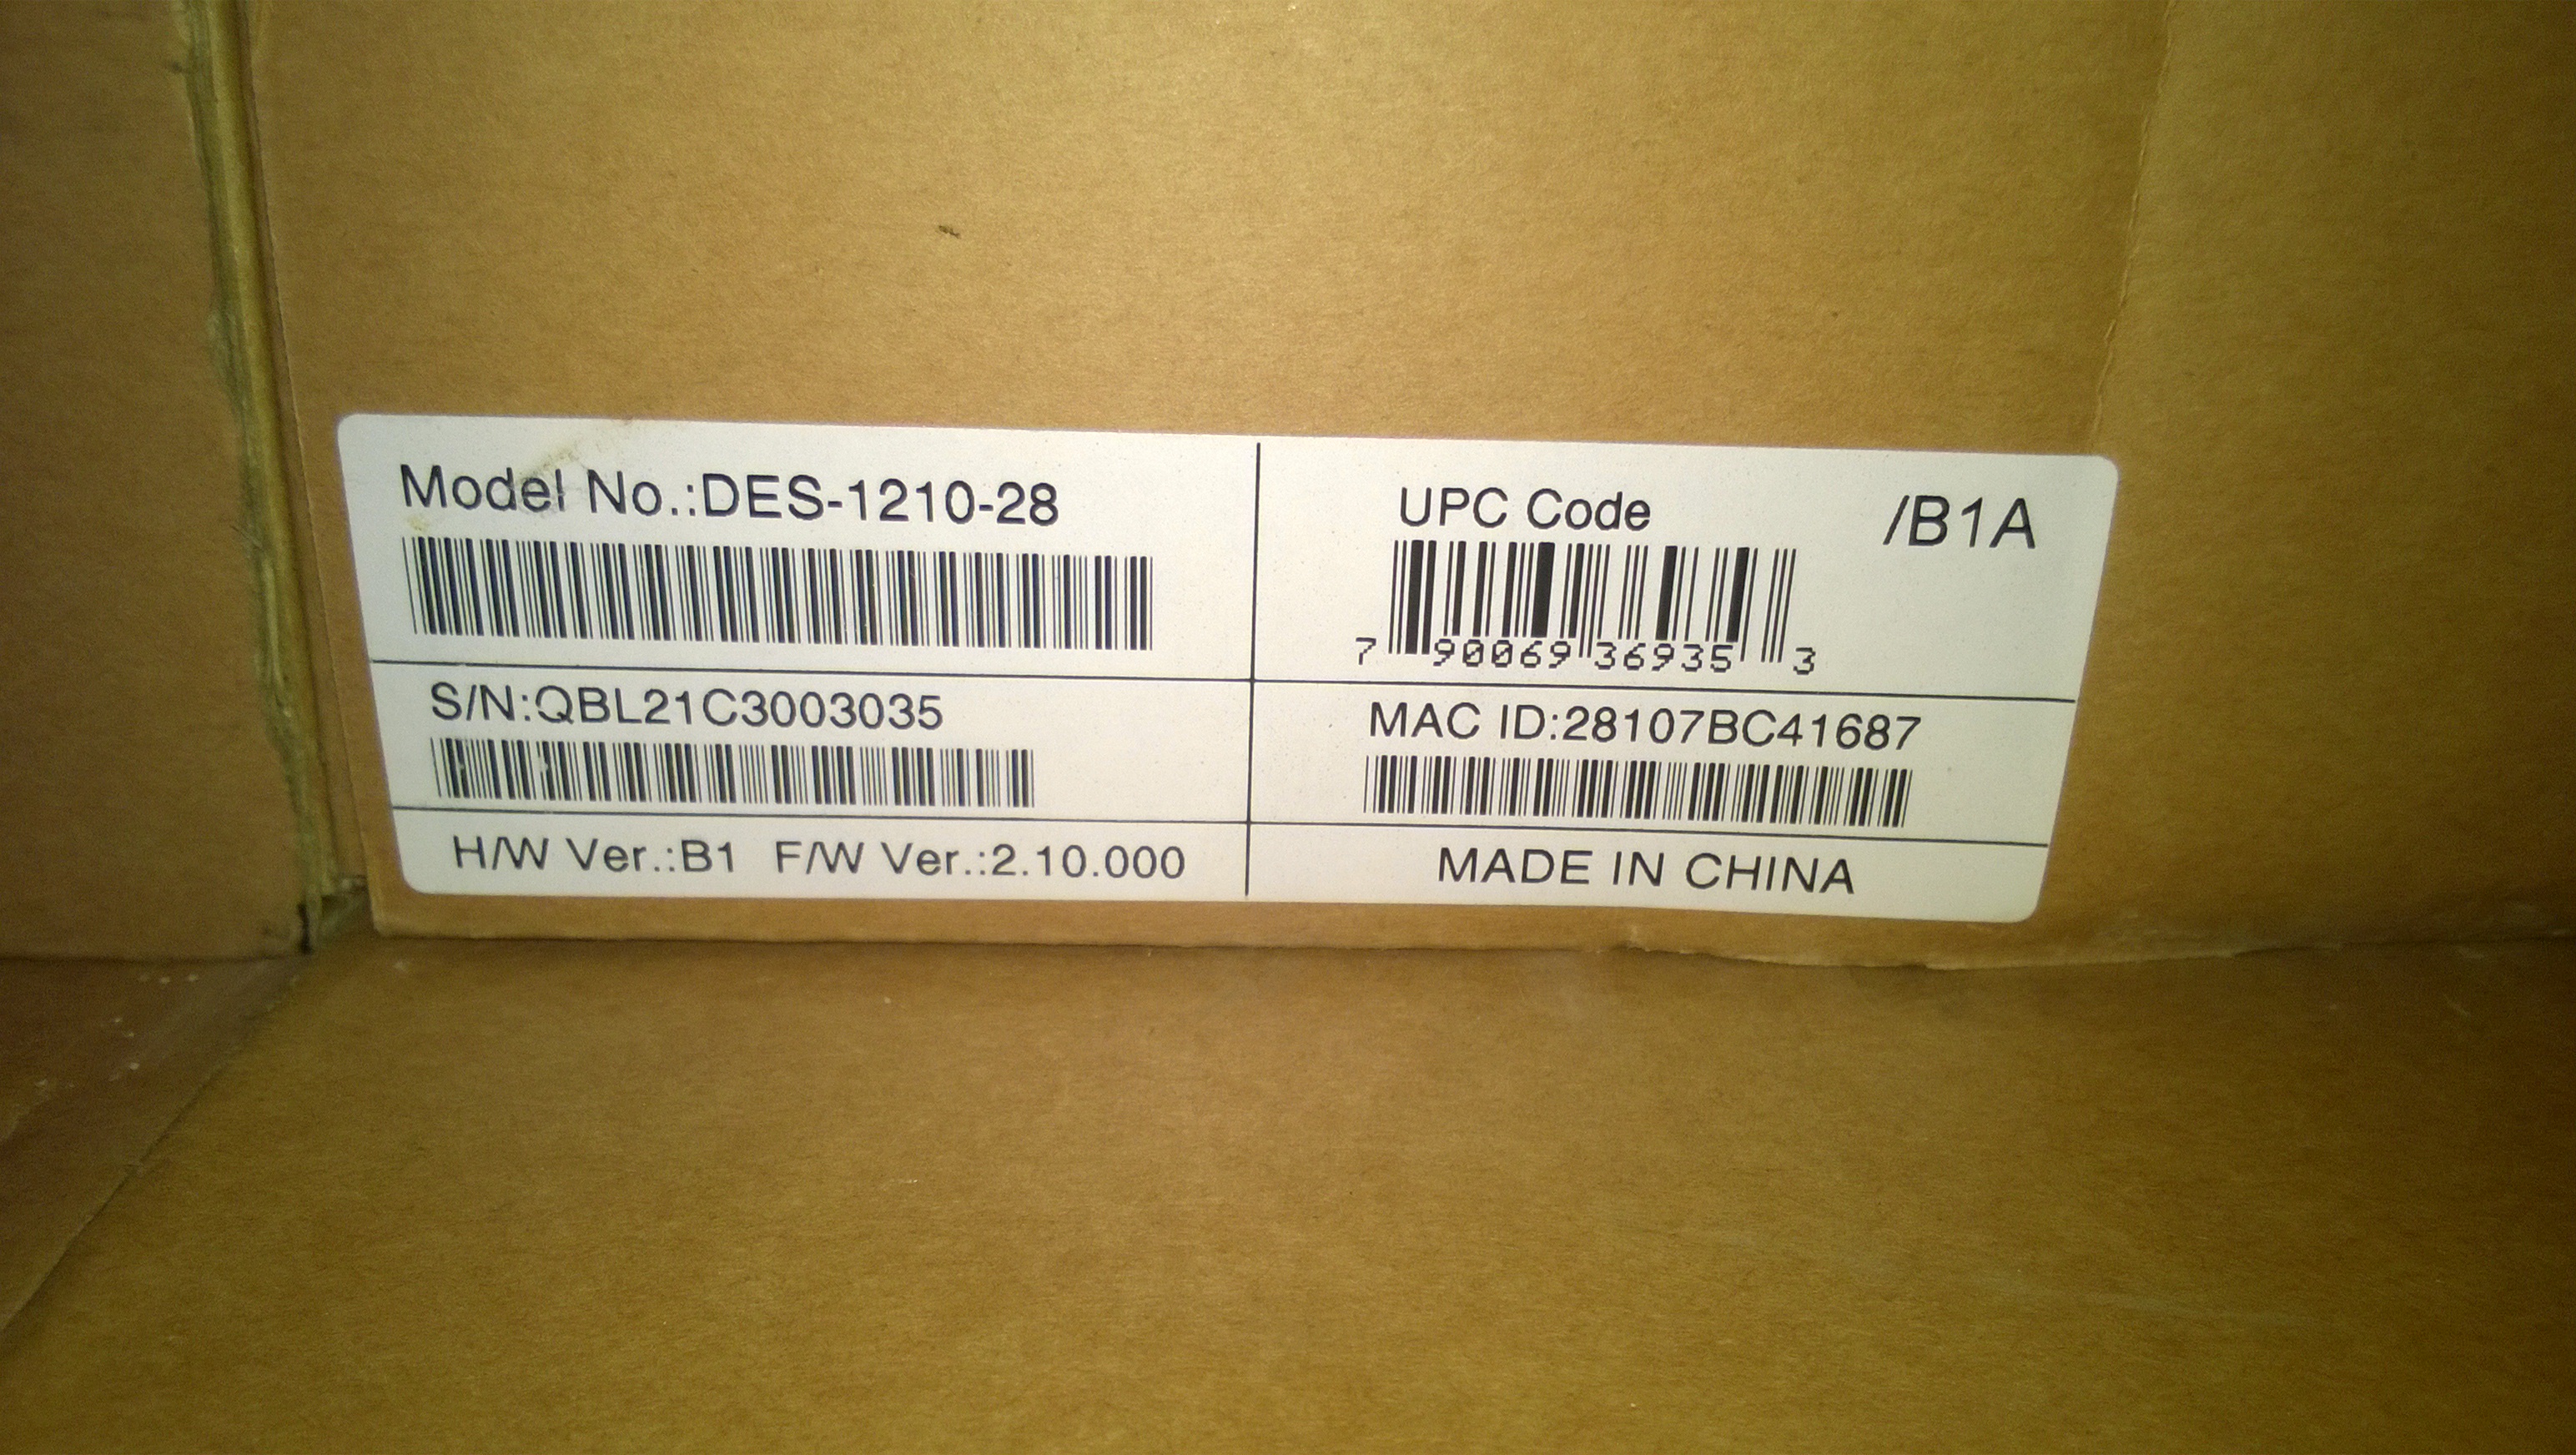 Model No.:DES-1210-28
UPC Code
/B1A
7 90069 36935 3
S/N:QBL21C3003035
MAC ID:28107BC41687
H/W Ver.:B1 F/W Ver.:2.10.000
MADE IN CHINA